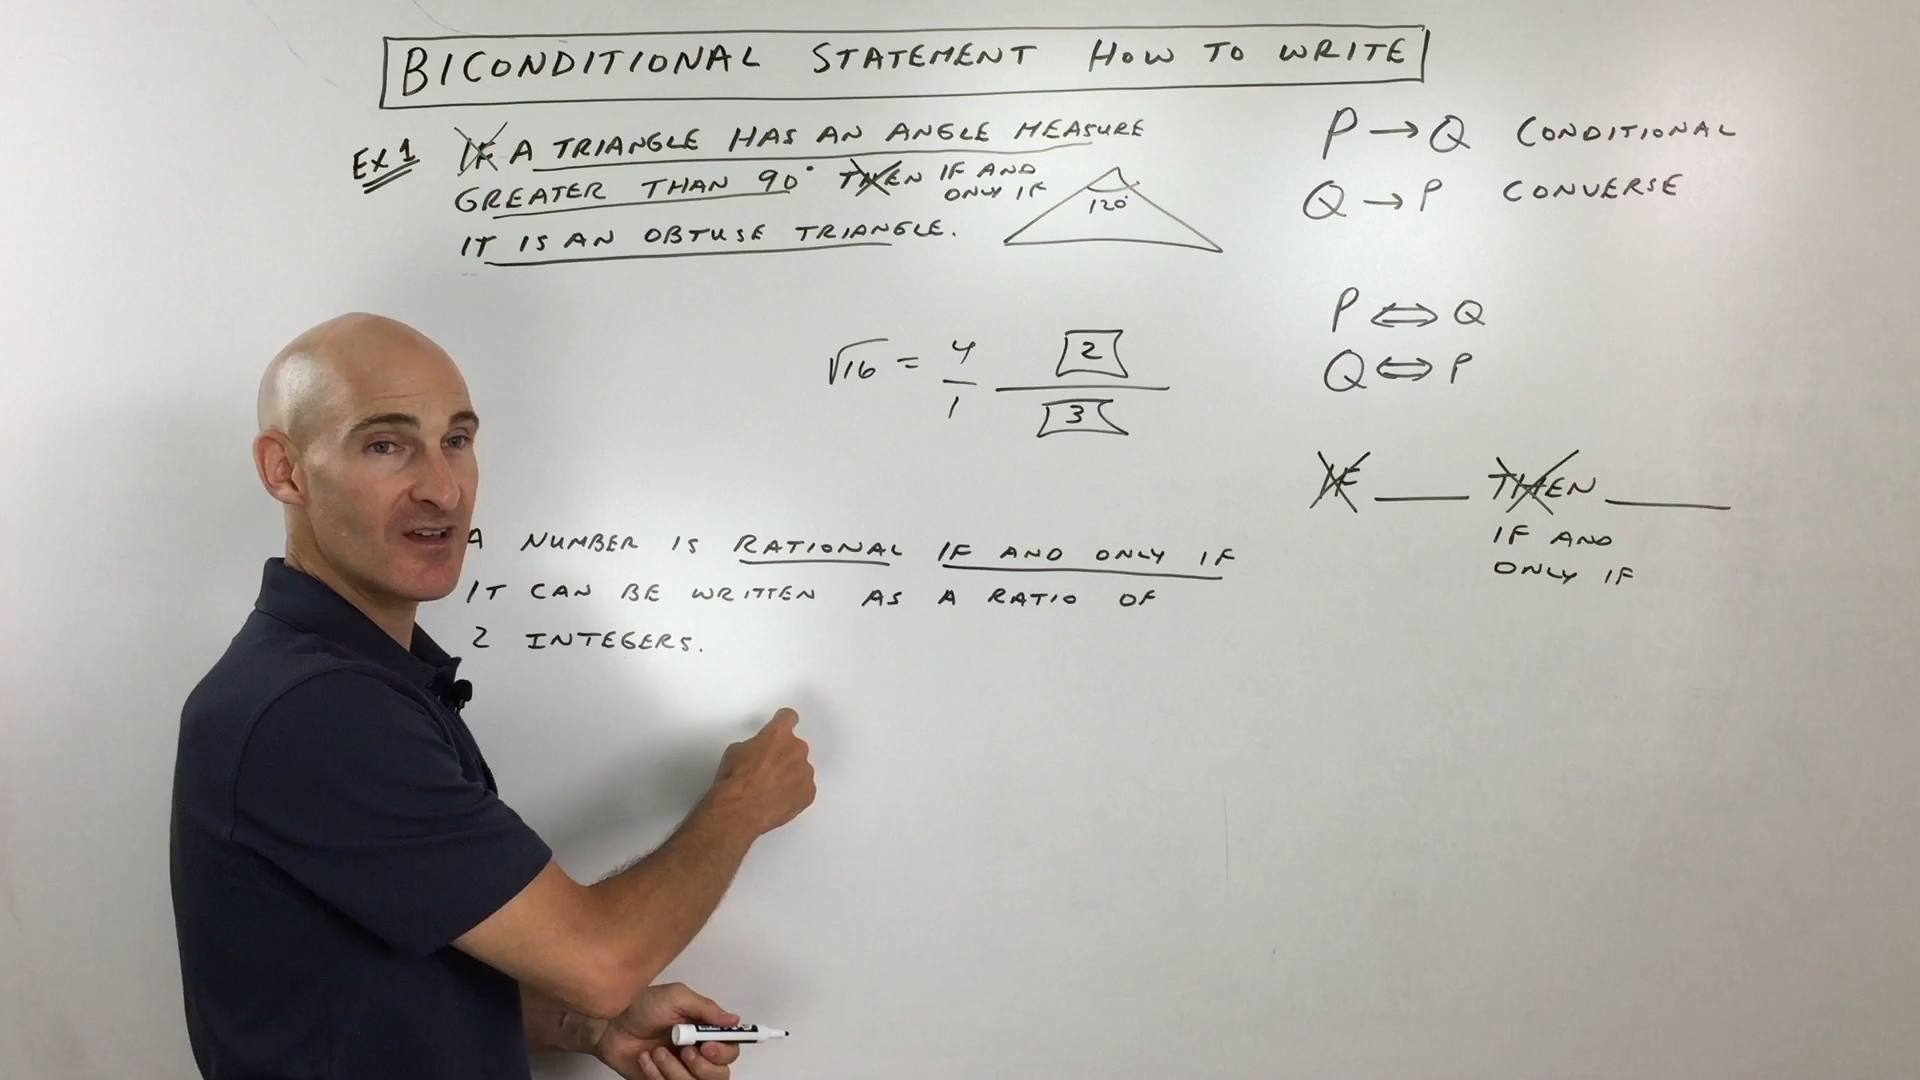 BICONDITIONAL STATEMENT HOW TO WRITE
EX 1 IF A TRIANGLE HAS AN ANGLE MEASURE
GREATER THAN 90° THEN IF AND
ONLY IF
IT IS AN OBTUSE TRIANGLE.
120°
P → Q CONDITIONAL
Q → P CONVERSE
P ⇔ Q
Q ⇔ P
√16 = 4/1
2
3
IF ____ THEN ____
IF AND
ONLY IF
A NUMBER IS RATIONAL IF AND ONLY IF
IT CAN BE WRITTEN AS A RATIO OF
2 INTEGERS.